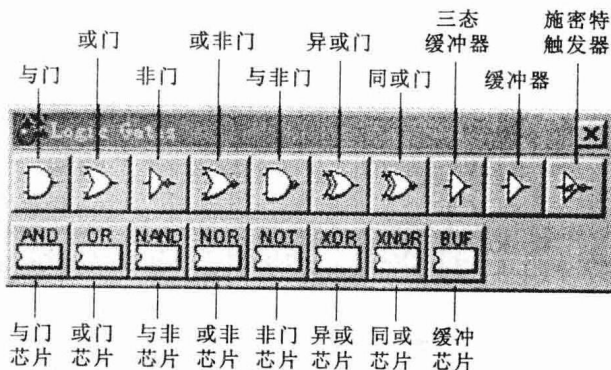 三态
缓冲器
施密特
触发器
或门
或非门
异或门
与门
非门
与非门
同或门
缓冲器
Logic Gates
AND
OR
NAND
NOR
NOT
XOR
XNOR
BUF
与门
芯片
或门
芯片
与非
芯片
或非
芯片
非门
芯片
异或
芯片
同或
芯片
缓冲
芯片